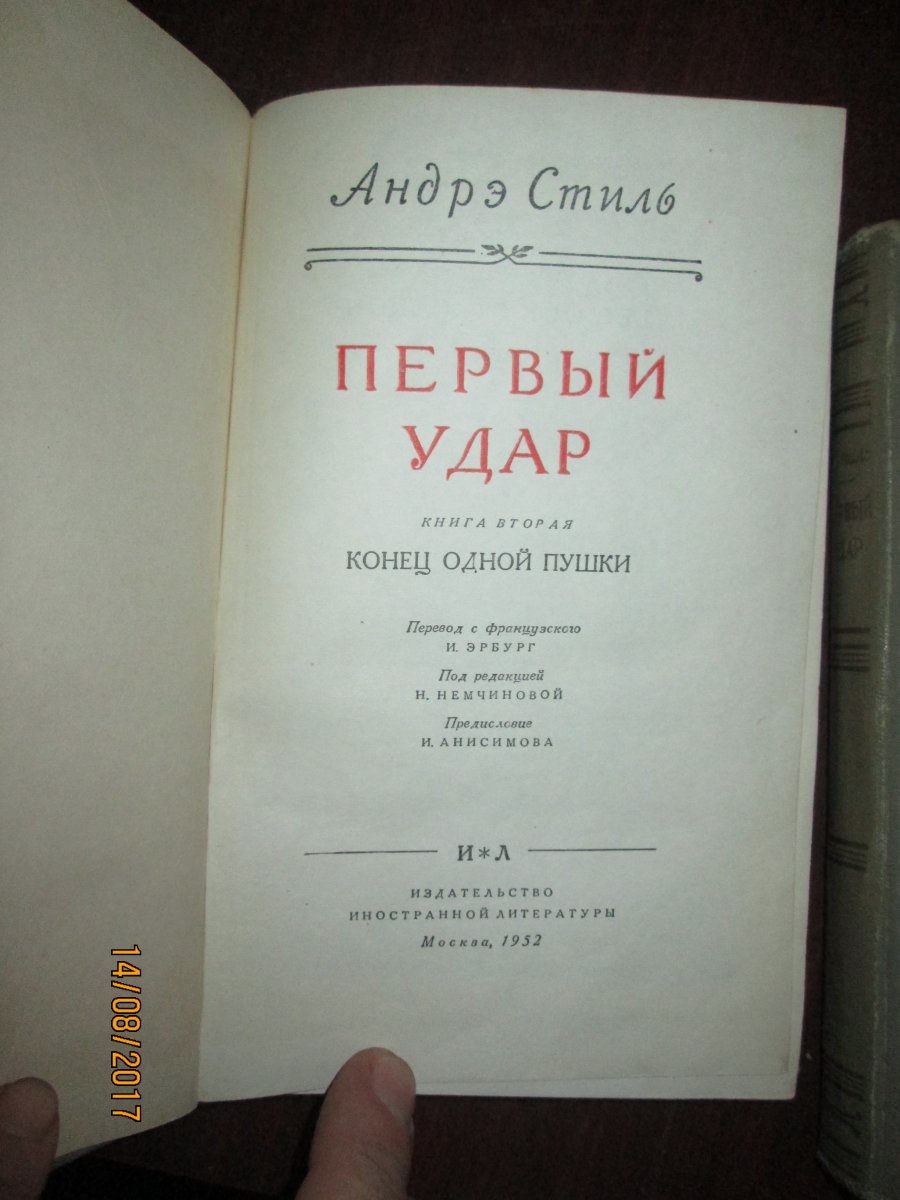 Андрэ Стиль
ПЕРВЫЙ
УДАР
КНИГА ВТОРАЯ
КОНЕЦ ОДНОЙ ПУШКИ
Перевод с французского
И. ЭРБУРГ
Под редакцией
Н. НЕМЧИНОВОЙ
Предисловие
И. АНИСИМОВА
И*Л
ИЗДАТЕЛЬСТВО
ИНОСТРАННОЙ ЛИТЕРАТУРЫ
Москва, 1952
14/08/2017